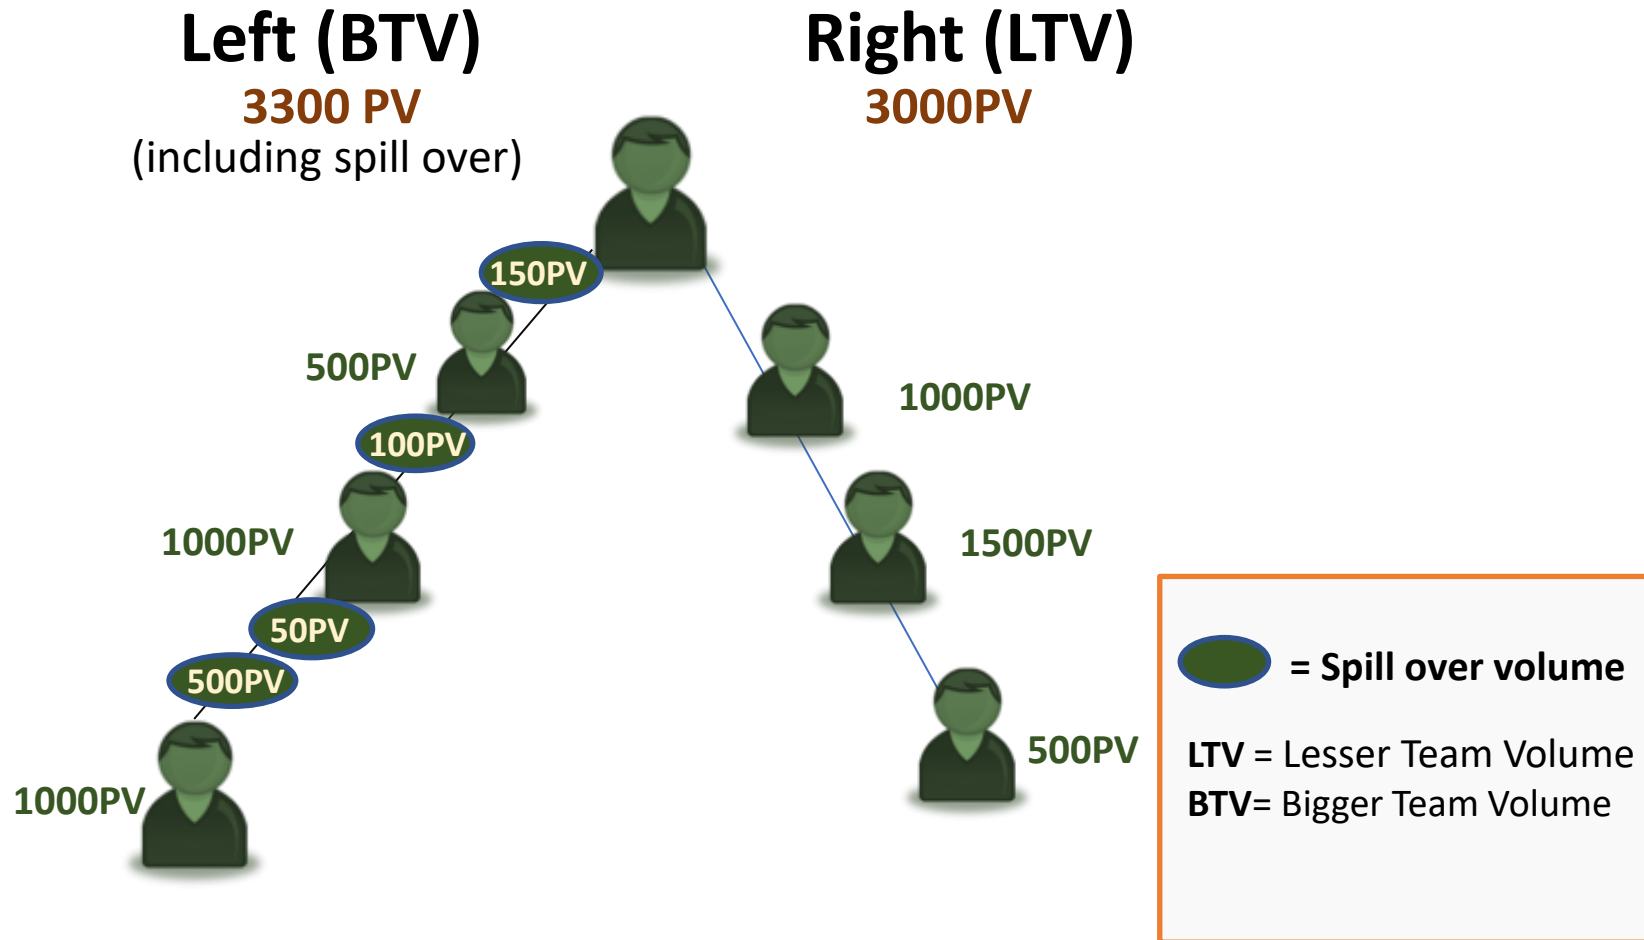 Left (BTV)
3300 PV
(including spill over)
Right (LTV)
3000PV
150PV
500PV
100PV
1000PV
50PV
500PV
1000PV
1000PV
1500PV
500PV
= Spill over volume
LTV = Lesser Team Volume
BTV= Bigger Team Volume